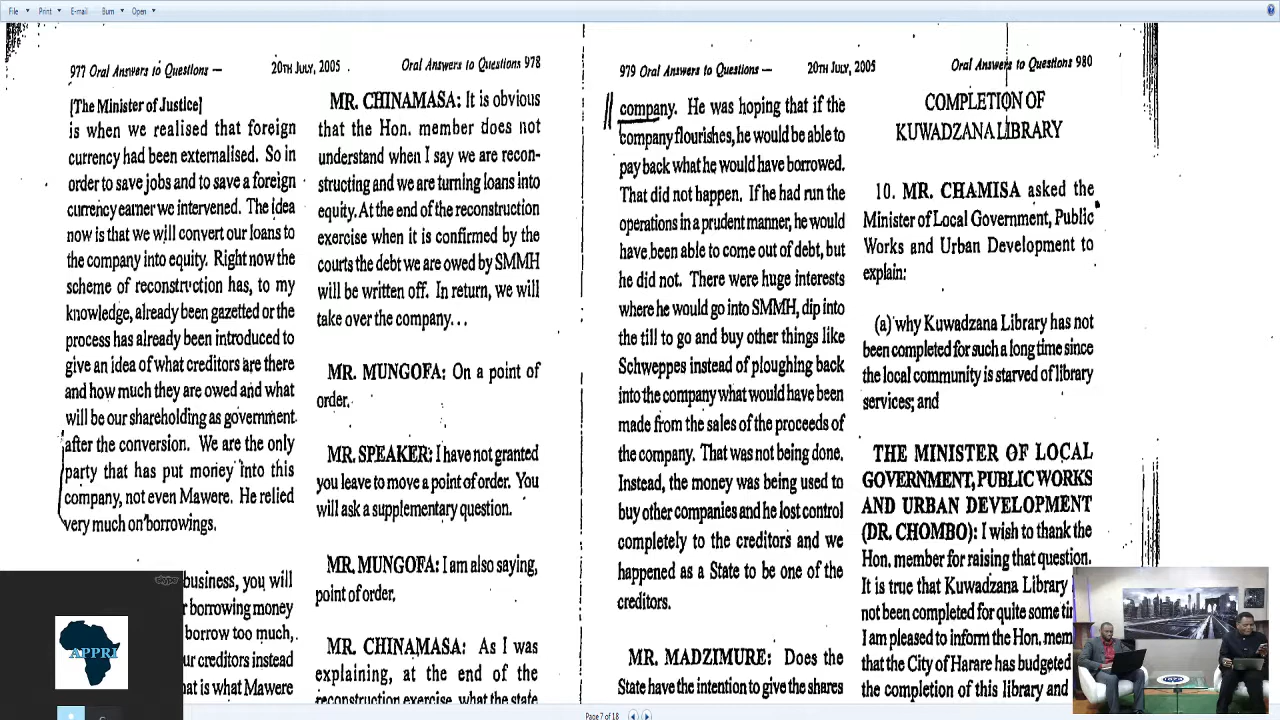 File Print E-mail Burn Open
977 Oral Answers to Questions — 20TH JULY, 2005 Oral Answers to Questions 978
[The Minister of Justice]
is when we realised that foreign
currency had been externalised. So in
order to save jobs and to save a foreign
currency earner we intervened. The idea
now is that we will convert our loans to
the company into equity. Right now the
scheme of reconstruction has, to my
knowledge, already been gazetted or the
process has already been introduced to
give an idea of what creditors are there
and how much they are owed and what
will be our shareholding as government
after the conversion. We are the only
party that has put money into this
company, not even Mawere. He relied
very much on borrowings.
business, you will
borrowing money
borrow too much,
creditors instead
is what Mawere
MR. CHINAMASA: It is obvious
that the Hon. member does not
understand when I say we are recon-
structing and we are turning loans into
equity. At the end of the reconstruction
exercise when it is confirmed by the
courts the debt we are owed by SMMH
will be written off. In return, we will
take over the company...
MR. MUNGOFA: On a point of
order.
MR. SPEAKER: I have not granted
you leave to move a point of order. You
will ask a supplementary question.
MR. MUNGOFA: I am also saying,
point of order.
MR. CHINAMASA: As I was
explaining, at the end of the
reconstruction exercise, what the state
979 Oral Answers to Questions — 20TH JULY, 2005 Oral Answers to Questions 980
company. He was hoping that if the
company flourishes, he would be able to
pay back what he would have borrowed.
That did not happen. If he had run the
operations in a prudent manner, he would
have been able to come out of debt, but
he did not. There were huge interests
where he would go into SMMH, dip into
the till to go and buy other things like
Schweppes instead of ploughing back
into the company what would have been
made from the sales of the proceeds of
the company. That was not being done.
Instead, the money was being used to
buy other companies and he lost control
completely to the creditors and we
happened as a State to be one of the
creditors.
MR. MADZIMURE: Does the
State have the intention to give the shares
COMPLETION OF
KUWADZANA LIBRARY
10. MR. CHAMISA asked the
Minister of Local Government, Public
Works and Urban Development to
explain:
(a) why Kuwadzana Library has not
been completed for such a long time since
the local community is starved of library
services; and
THE MINISTER OF LOCAL
GOVERNMENT, PUBLIC WORKS
AND URBAN DEVELOPMENT
(DR. CHOMBO): I wish to thank the
Hon. member for raising that question.
It is true that Kuwadzana Library
not been completed for quite some ti
I am pleased to inform the Hon. mem
that the City of Harare has budgeted
the completion of this library and
skype
APPRI
Page 7 of 18